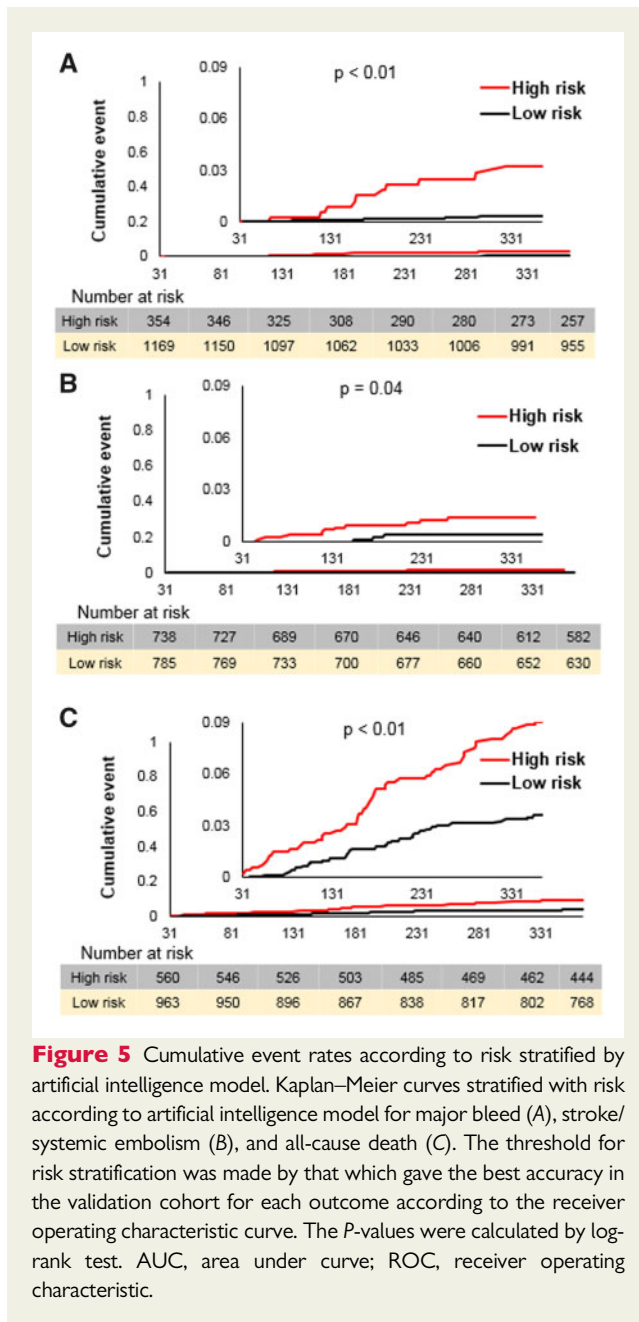 A
p < 0.01
High risk
Low risk
Cumulative event
1
0.8
0.6
0.4
0.2
0
0.09
0.06
0.03
0
31 131 231 331
31 81 131 181 231 281 331
Number at risk
High risk 354 346 325 308 290 280 273 257
Low risk 1169 1150 1097 1062 1033 1006 991 955
B
p = 0.04
High risk
Low risk
Cumulative event
1
0.8
0.6
0.4
0.2
0
0.09
0.06
0.03
0
31 131 231 331
31 81 131 181 231 281 331
Number at risk
High risk 738 727 689 670 646 640 612 582
Low risk 785 769 733 700 677 660 652 630
C
p < 0.01
High risk
Low risk
Cumulative event
1
0.8
0.6
0.4
0.2
0
0.09
0.06
0.03
0
31 131 231 331
31 81 131 181 231 281 331
Number at risk
High risk 560 546 526 503 485 469 462 444
Low risk 963 950 896 867 838 817 802 768
Figure 5 Cumulative event rates according to risk stratified by
artificial intelligence model. Kaplan–Meier curves stratified with risk
according to artificial intelligence model for major bleed (A), stroke/
systemic embolism (B), and all-cause death (C). The threshold for
risk stratification was made by that which gave the best accuracy in
the validation cohort for each outcome according to the receiver
operating characteristic curve. The P-values were calculated by log-
rank test. AUC, area under curve; ROC, receiver operating
characteristic.